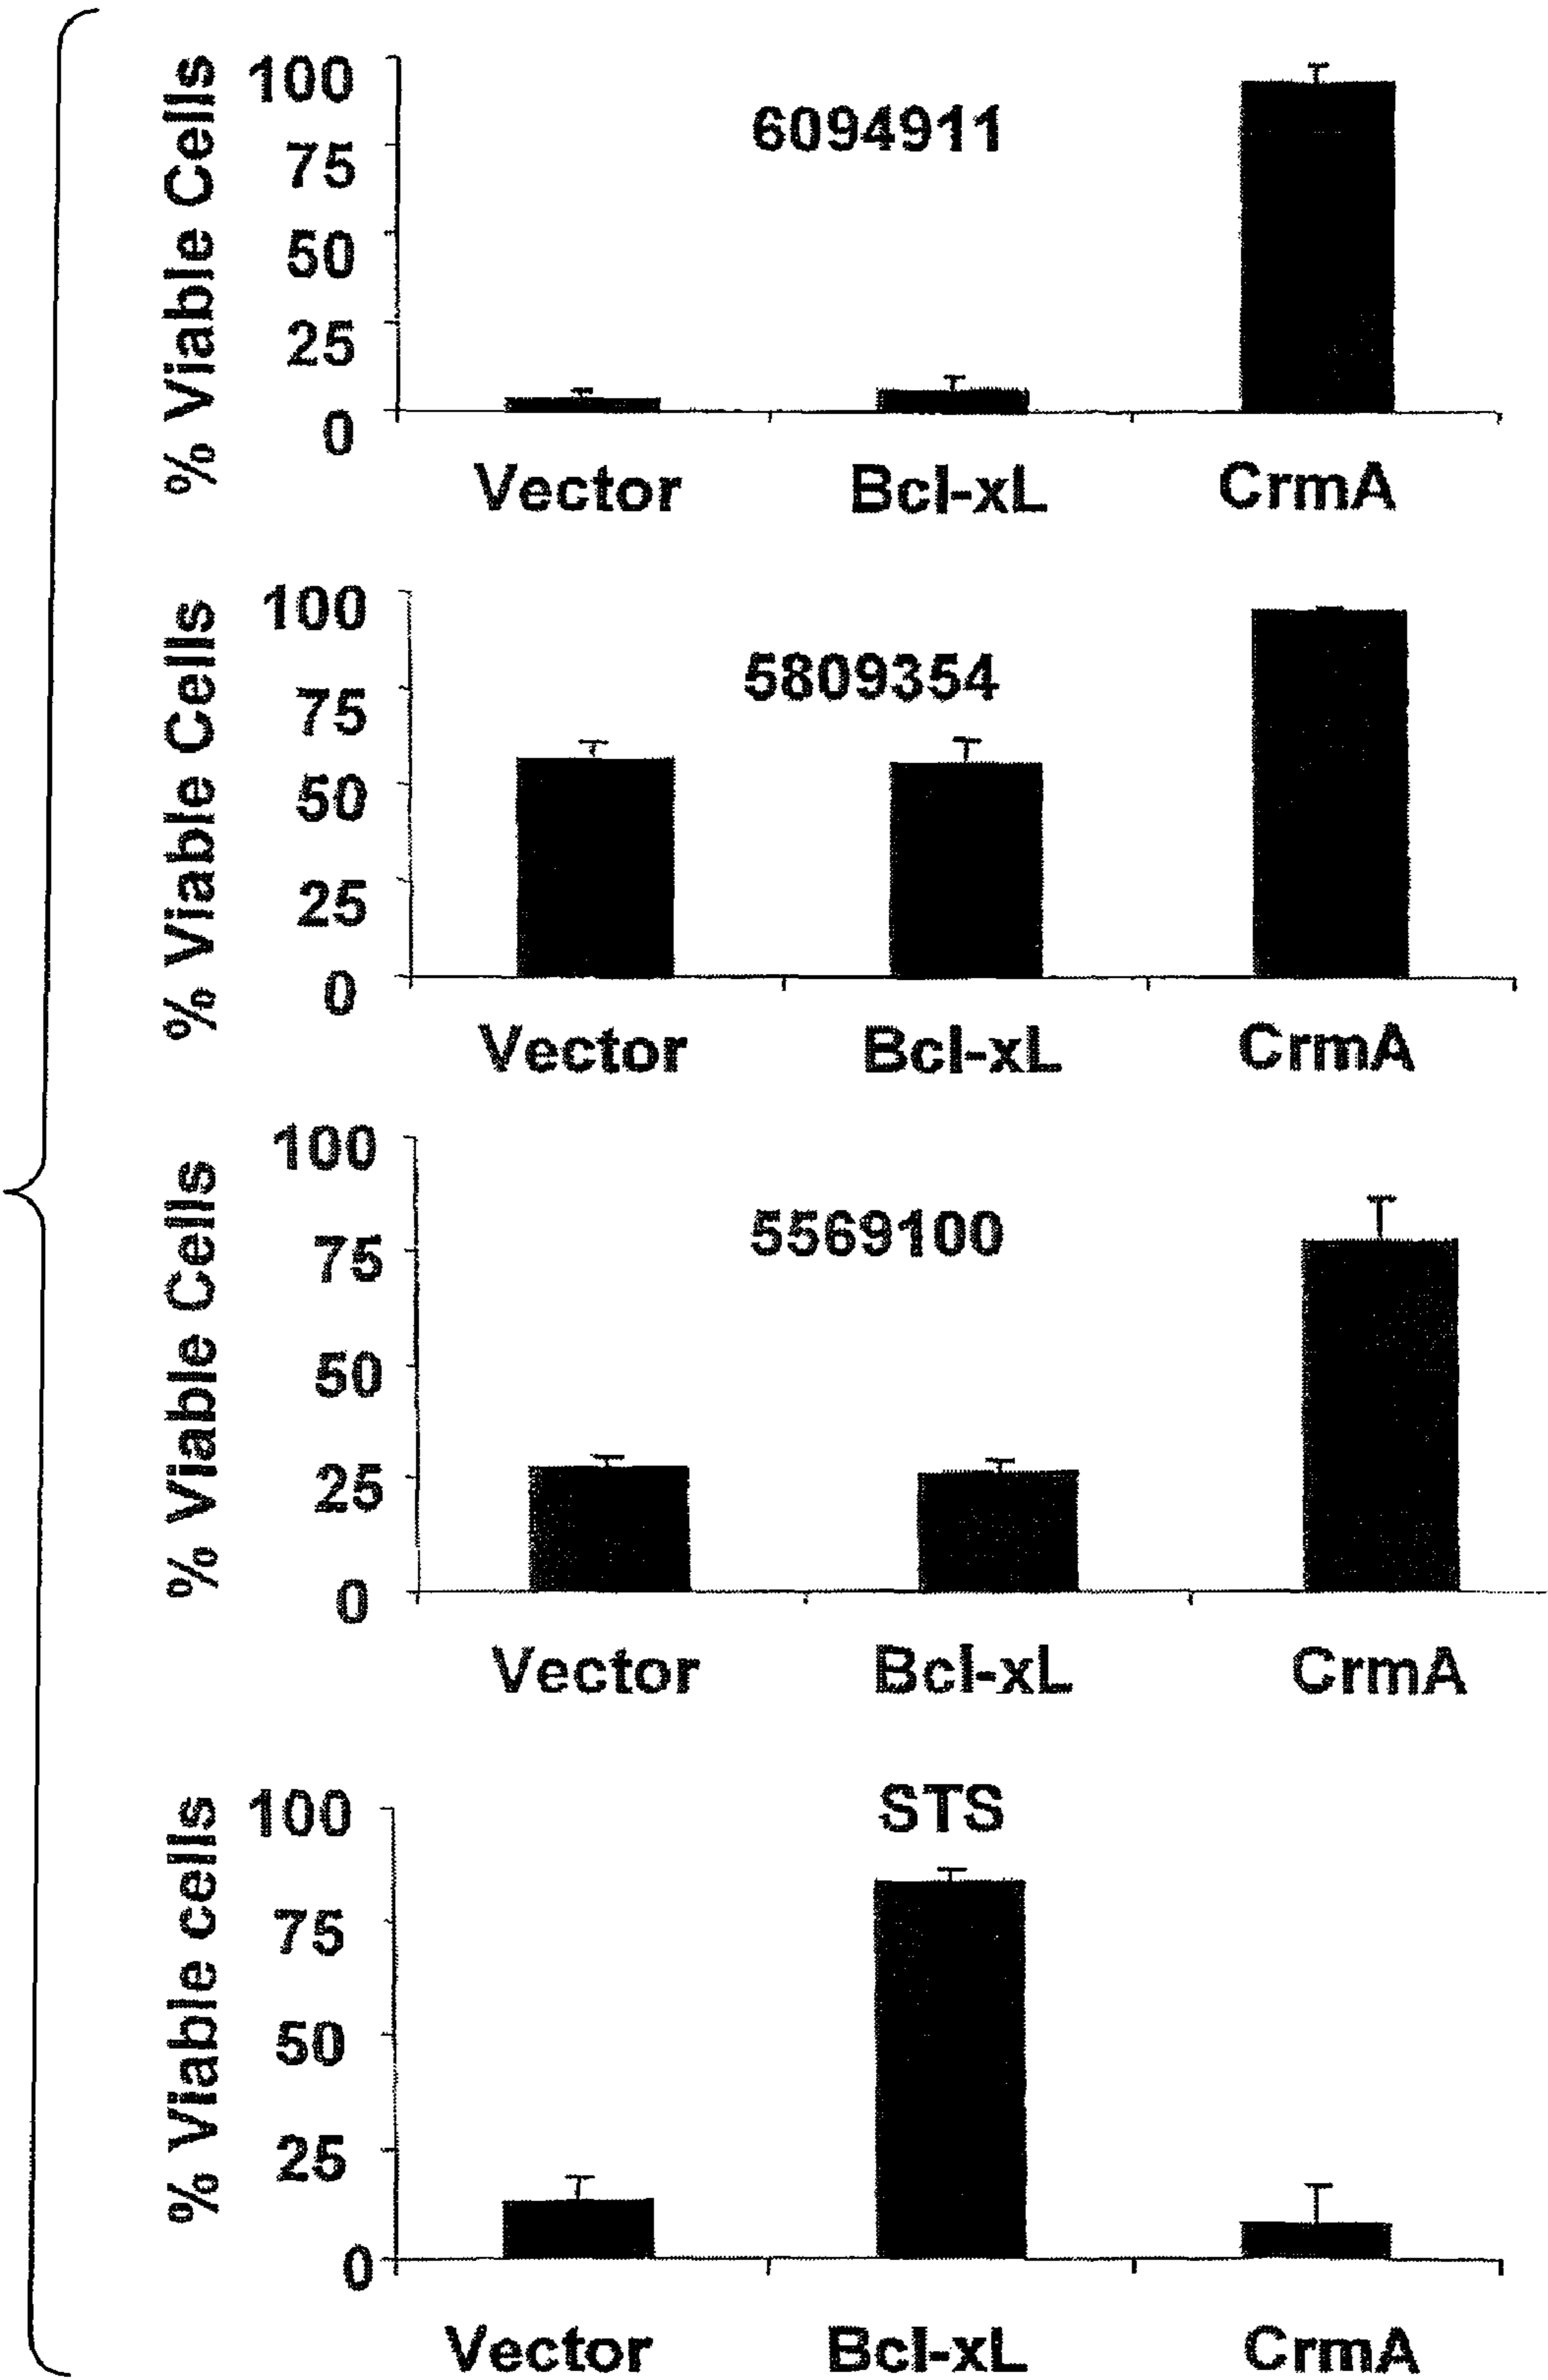 % Viable Cells
100
75
50
25
0
6094911
Vector Bcl-xL CrmA
% Viable Cells
100
75
50
25
0
5809354
Vector Bcl-xL CrmA
% Viable Cells
100
75
50
25
0
5569100
Vector Bcl-xL CrmA
% Viable cells
100
75
50
25
0
STS
Vector Bcl-xL CrmA